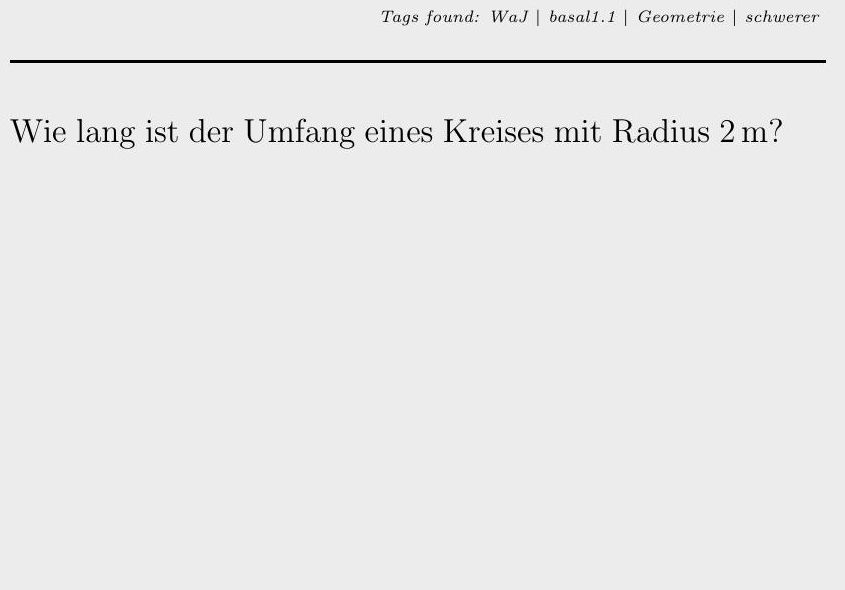 Tags found: WaJ | basal1.1 | Geometrie | schwerer
Wie lang ist der Umfang eines Kreises mit Radius 2 m?